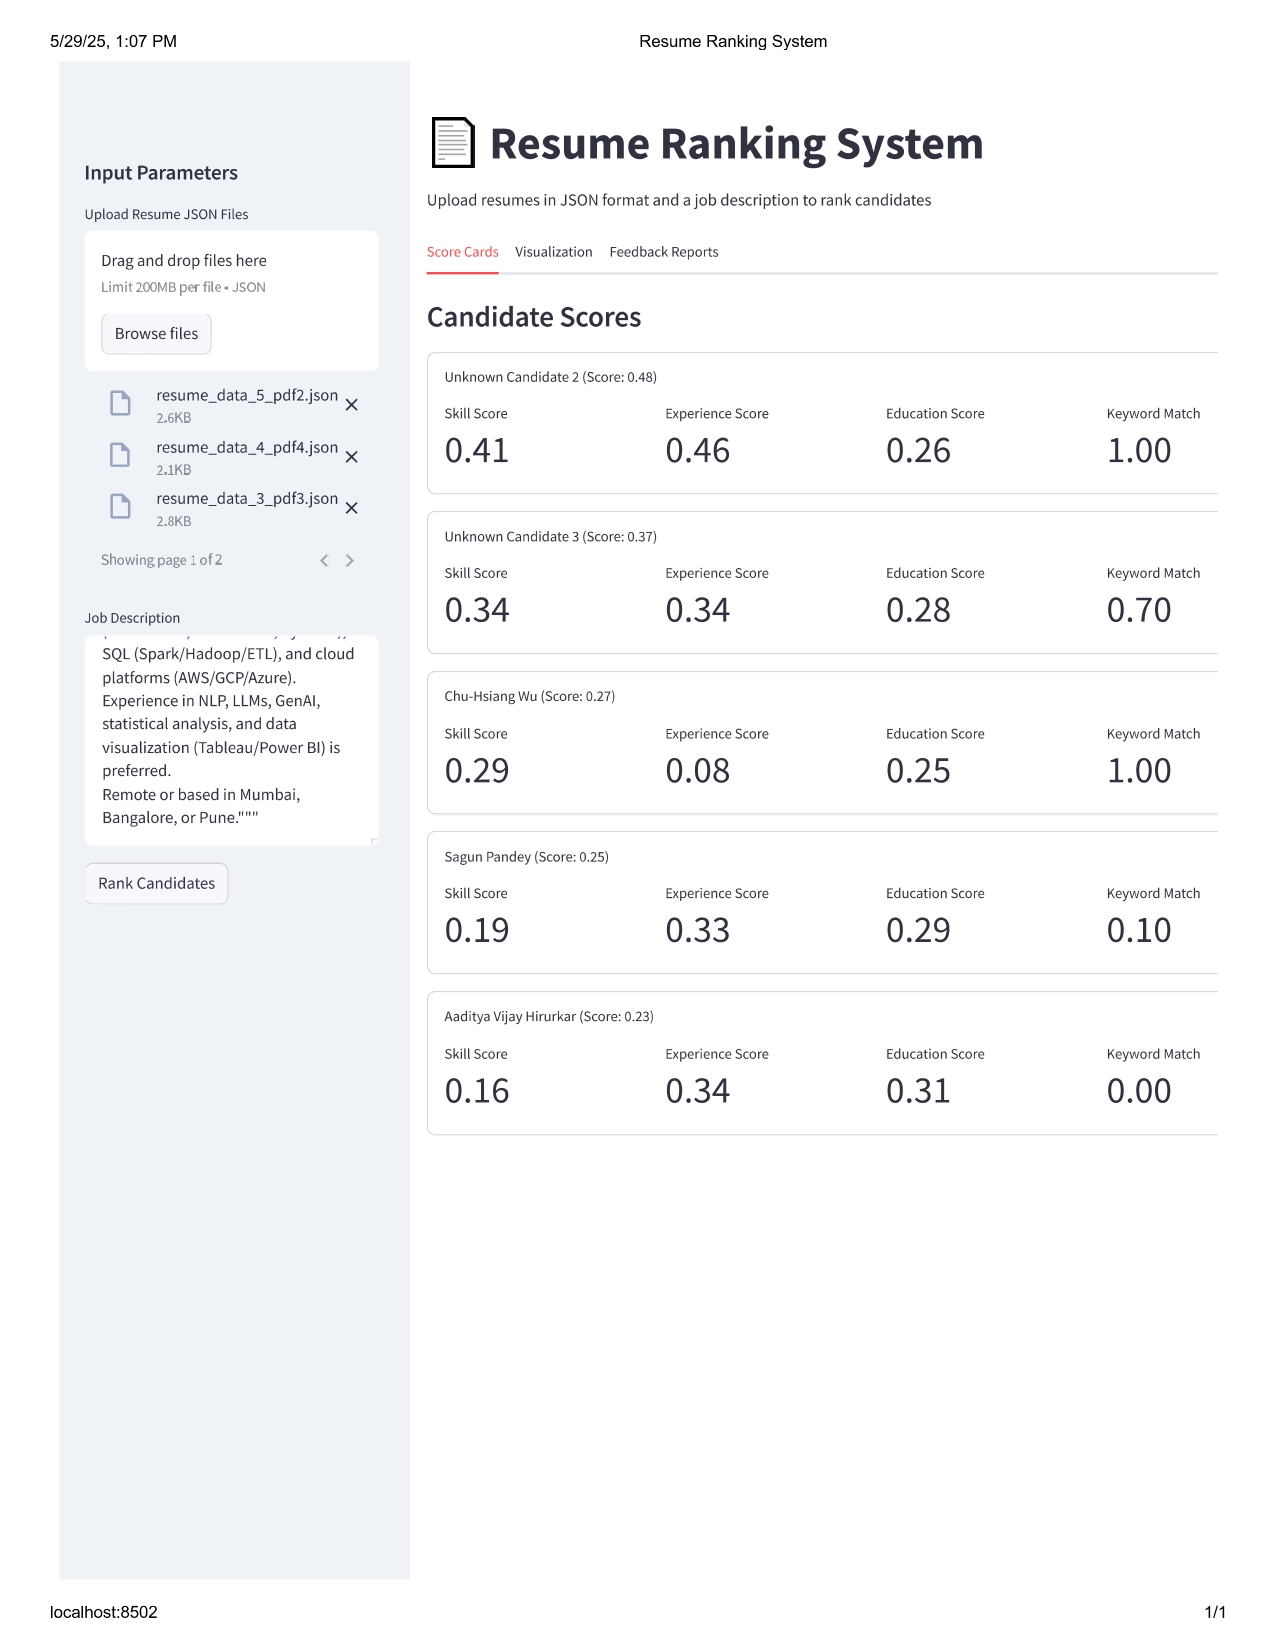 5/29/25, 1:07 PM
Resume Ranking System
Input Parameters
Upload Resume JSON Files
Drag and drop files here
Limit 200MB per file • JSON
Browse files
resume_data_5_pdf2.json
2.6KB
resume_data_4_pdf4.json
2.1KB
resume_data_3_pdf3.json
2.8KB
Showing page 1 of 2
Job Description
SQL (Spark/Hadoop/ETL), and cloud
platforms (AWS/GCP/Azure).
Experience in NLP, LLMs, GenAI,
statistical analysis, and data
visualization (Tableau/Power BI) is
preferred.
Remote or based in Mumbai,
Bangalore, or Pune."""
Rank Candidates
Resume Ranking System
Upload resumes in JSON format and a job description to rank candidates
Score Cards Visualization Feedback Reports
Candidate Scores
Unknown Candidate 2 (Score: 0.48)
Skill Score Experience Score Education Score Keyword Match
0.41 0.46 0.26 1.00
Unknown Candidate 3 (Score: 0.37)
Skill Score Experience Score Education Score Keyword Match
0.34 0.34 0.28 0.70
Chu-Hsiang Wu (Score: 0.27)
Skill Score Experience Score Education Score Keyword Match
0.29 0.08 0.25 1.00
Sagun Pandey (Score: 0.25)
Skill Score Experience Score Education Score Keyword Match
0.19 0.33 0.29 0.10
Aaditya Vijay Hirurkar (Score: 0.23)
Skill Score Experience Score Education Score Keyword Match
0.16 0.34 0.31 0.00
localhost:8502
1/1